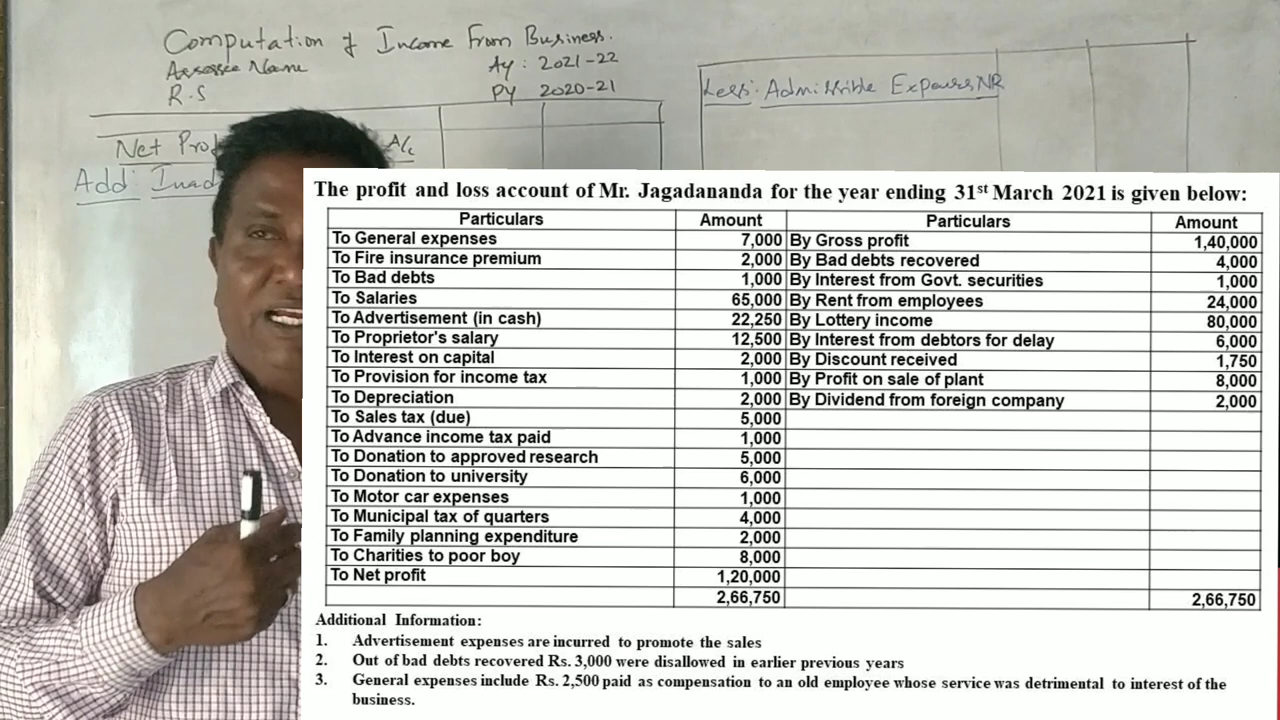 Computation of Income From Business.
Assessee Name Ay: 2021-22
R.S PY 2020-21
Net Pro A/c
Add Inad
Less: Admissible Expenses NR
The profit and loss account of Mr. Jagadananda for the year ending 31st March 2021 is given below:
Particulars Amount Particulars Amount
To General expenses 7,000 By Gross profit 1,40,000
To Fire insurance premium 2,000 By Bad debts recovered 4,000
To Bad debts 1,000 By Interest from Govt. securities 1,000
To Salaries 65,000 By Rent from employees 24,000
To Advertisement (in cash) 22,250 By Lottery income 80,000
To Proprietor's salary 12,500 By Interest from debtors for delay 6,000
To Interest on capital 2,000 By Discount received 1,750
To Provision for income tax 1,000 By Profit on sale of plant 8,000
To Depreciation 2,000 By Dividend from foreign company 2,000
To Sales tax (due) 5,000
To Advance income tax paid 1,000
To Donation to approved research 5,000
To Donation to university 6,000
To Motor car expenses 1,000
To Municipal tax of quarters 4,000
To Family planning expenditure 2,000
To Charities to poor boy 8,000
To Net profit 1,20,000
2,66,750 2,66,750
Additional Information:
1. Advertisement expenses are incurred to promote the sales
2. Out of bad debts recovered Rs. 3,000 were disallowed in earlier previous years
3. General expenses include Rs. 2,500 paid as compensation to an old employee whose service was detrimental to interest of the
business.